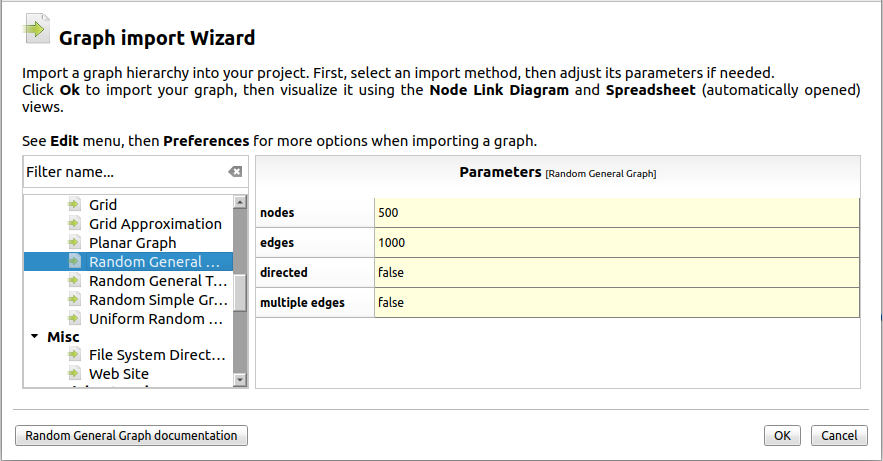 Graph import Wizard
Import a graph hierarchy into your project. First, select an import method, then adjust its parameters if needed.
Click Ok to import your graph, then visualize it using the Node Link Diagram and Spreadsheet (automatically opened)
views.
See Edit menu, then Preferences for more options when importing a graph.
Filter name...
Grid
Grid Approximation
Planar Graph
Random General ...
Random General T...
Random Simple Gr...
Uniform Random ...
Misc
File System Direct...
Web Site
Parameters [Random General Graph]
nodes 500
edges 1000
directed false
multiple edges false
Random General Graph documentation
OK
Cancel